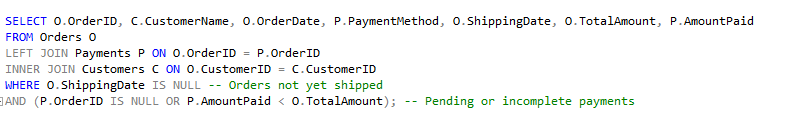 SELECT O.OrderID, C.CustomerName, O.OrderDate, P.PaymentMethod, O.ShippingDate, O.TotalAmount, P.AmountPaid
FROM Orders O
LEFT JOIN Payments P ON O.OrderID = P.OrderID
INNER JOIN Customers C ON O.CustomerID = C.CustomerID
WHERE O.ShippingDate IS NULL -- Orders not yet shipped
AND (P.OrderID IS NULL OR P.AmountPaid < O.TotalAmount); -- Pending or incomplete payments